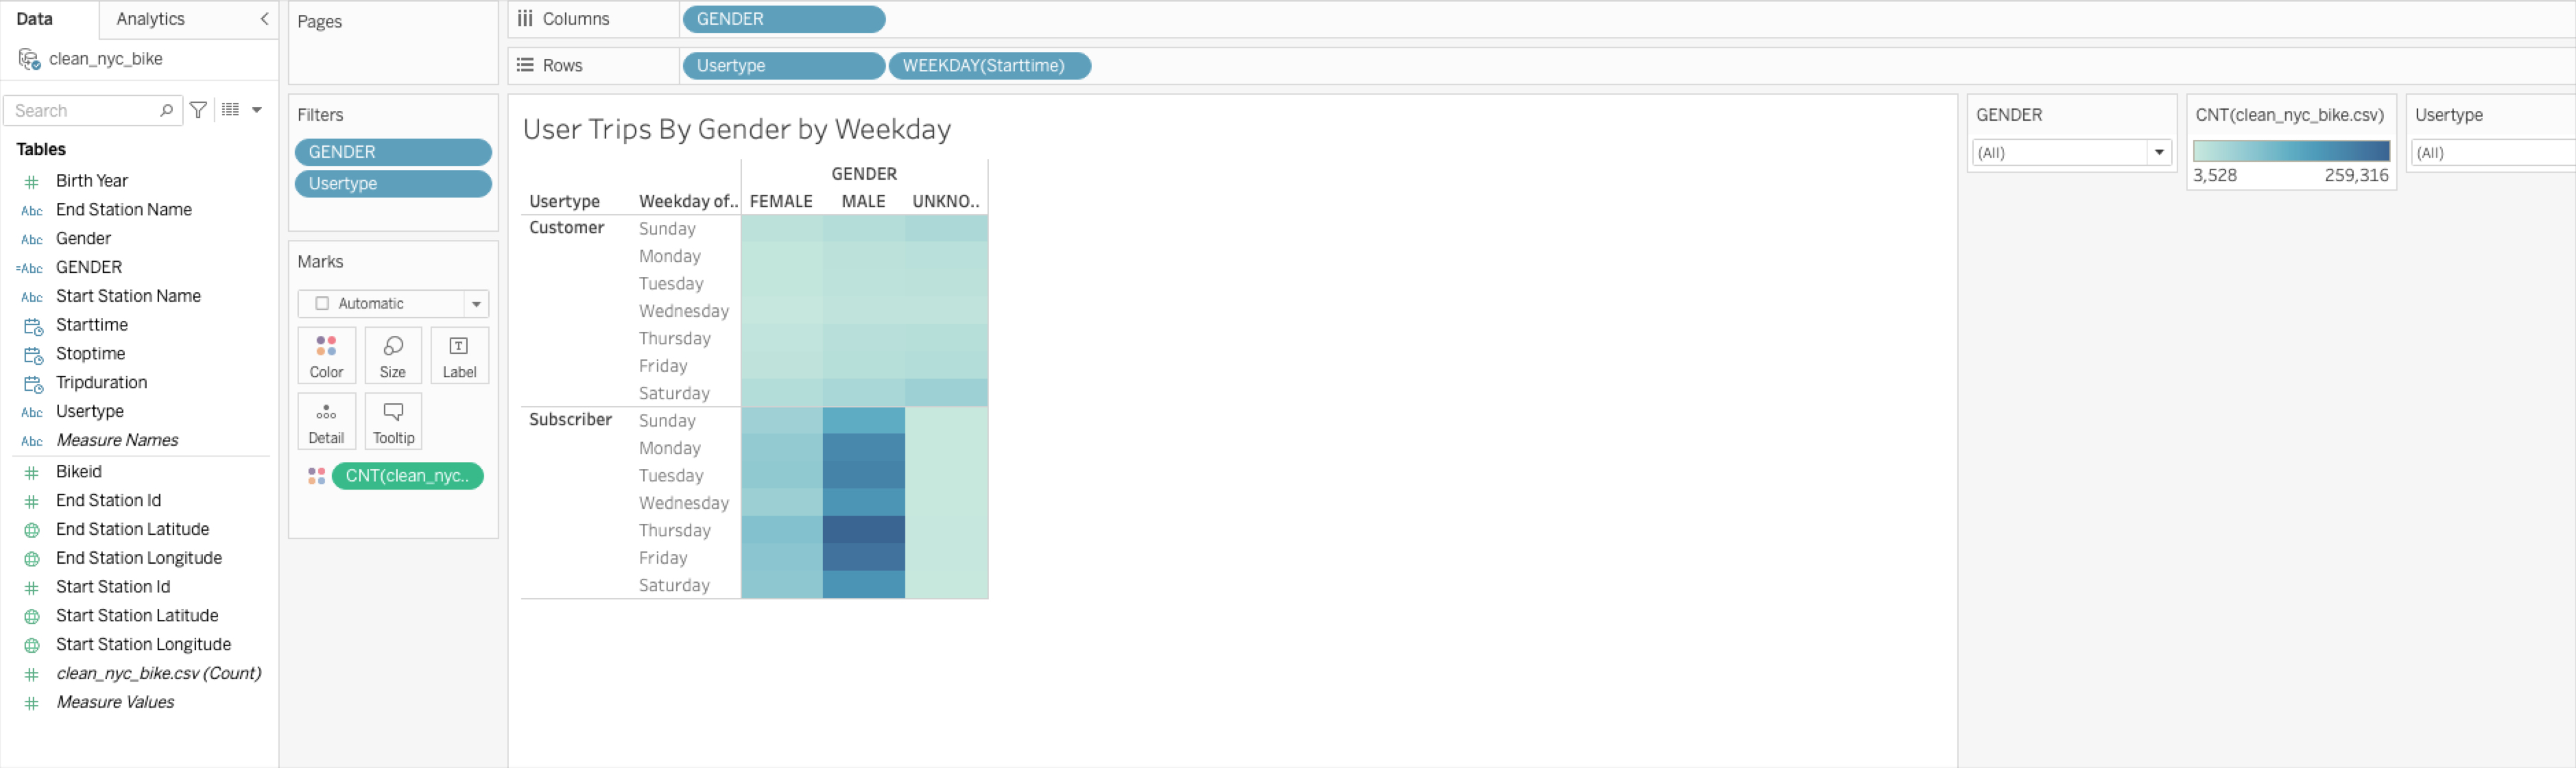 Data
Analytics
clean_nyc_bike
Search
Tables
Birth Year
Abc End Station Name
Abc Gender
=Abc GENDER
Abc Start Station Name
Starttime
Stoptime
Tripduration
Abc Usertype
Abc Measure Names
Bikeid
End Station Id
End Station Latitude
End Station Longitude
Start Station Id
Start Station Latitude
Start Station Longitude
clean_nyc_bike.csv (Count)
Measure Values
Pages
Filters
GENDER
Usertype
Marks
Automatic
Color Size Label
Detail Tooltip
CNT(clean_nyc..
Columns GENDER
Rows Usertype WEEKDAY(Starttime)
User Trips By Gender by Weekday
GENDER
Usertype Weekday of.. FEMALE MALE UNKNO..
Customer Sunday
Monday
Tuesday
Wednesday
Thursday
Friday
Saturday
Subscriber Sunday
Monday
Tuesday
Wednesday
Thursday
Friday
Saturday
GENDER
(All)
CNT(clean_nyc_bike.csv)
3,528 259,316
Usertype
(All)